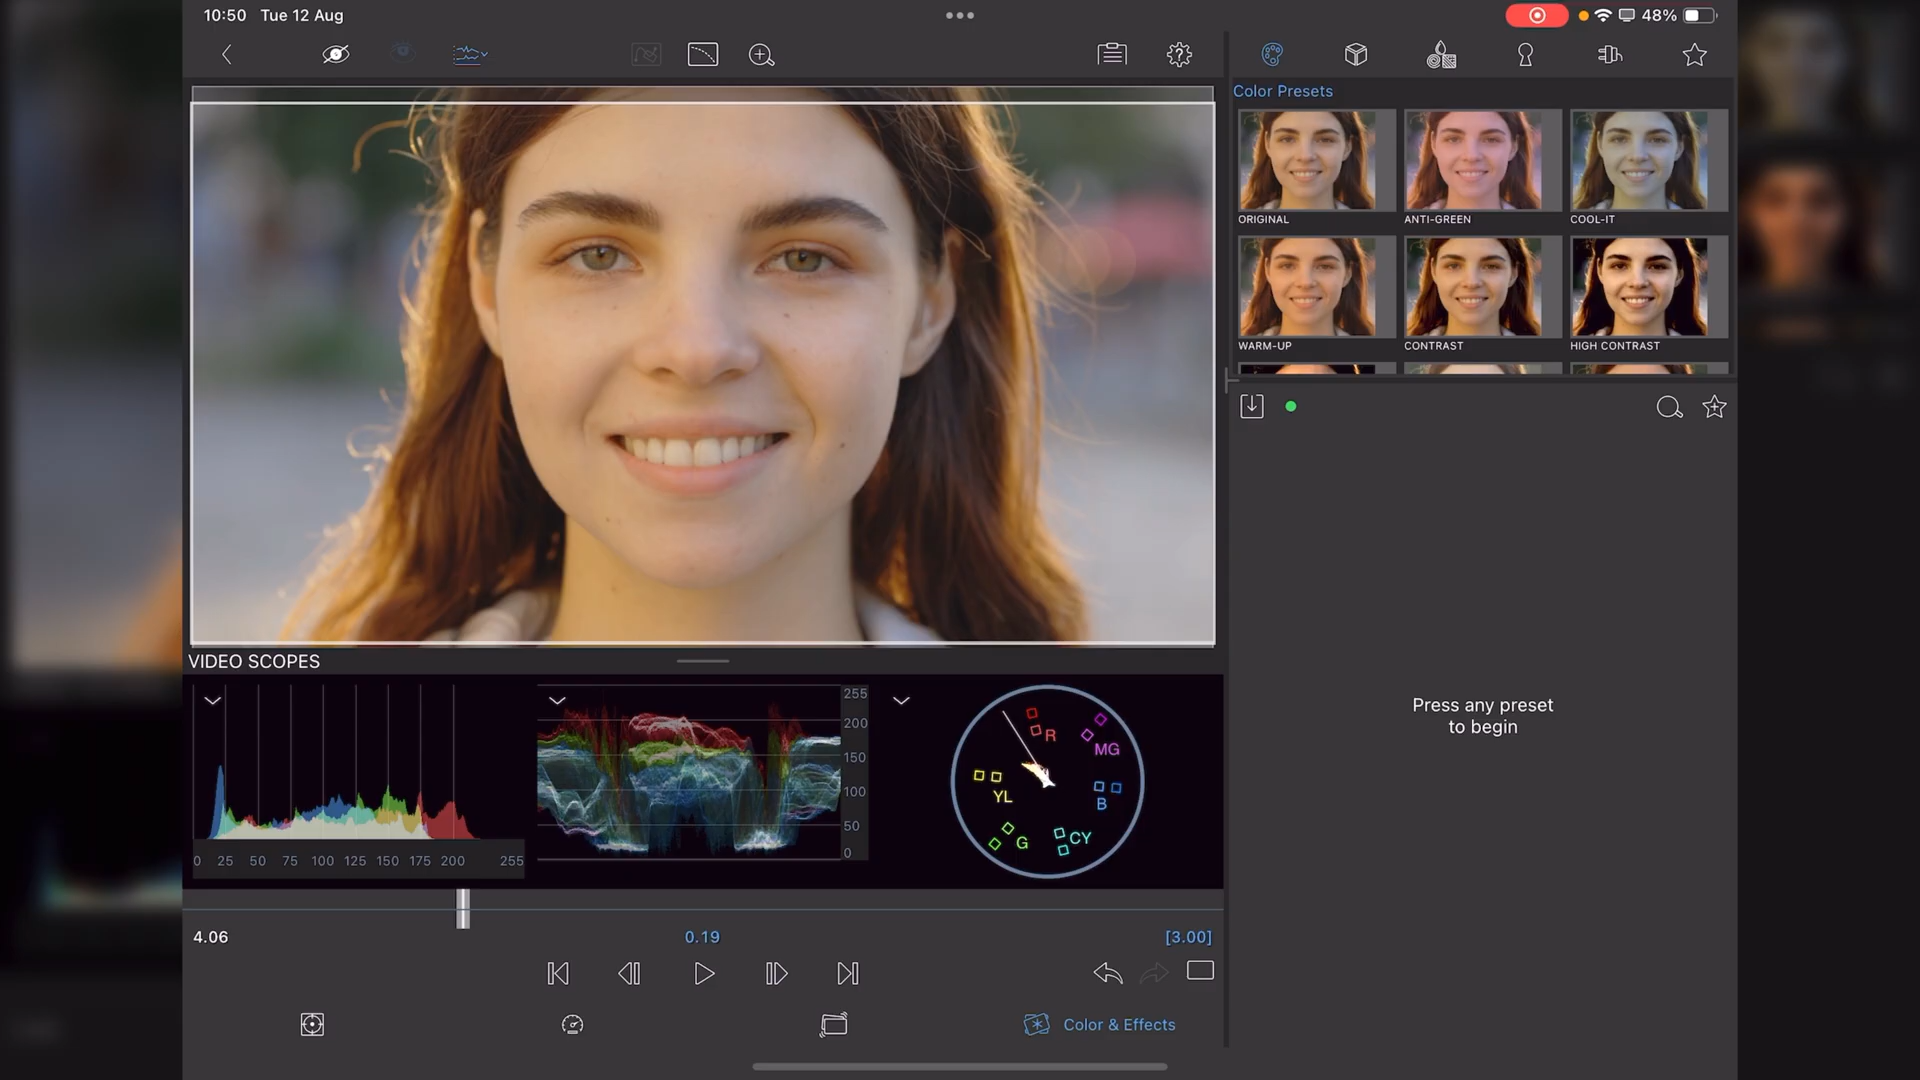 10:50 Tue 12 Aug
48%
Color Presets
ORIGINAL
ANTI-GREEN
COOL-IT
WARM-UP
CONTRAST
HIGH CONTRAST
VIDEO SCOPES
0 25 50 75 100 125 150 175 200 255
255
200
150
100
50
0
R
MG
YL
B
G
CY
Press any preset
to begin
4.06
0.19
[3.00]
Color & Effects